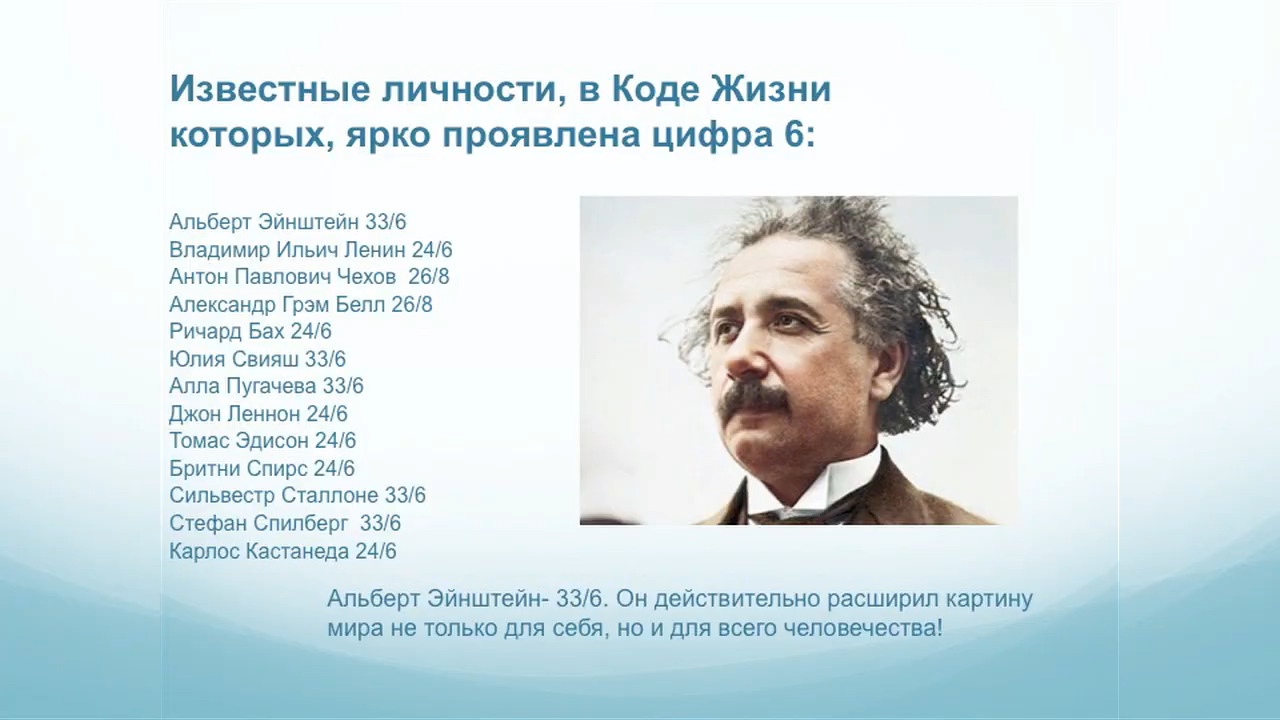 Известные личности, в Коде Жизни
которых, ярко проявлена цифра 6:
Альберт Эйнштейн 33/6
Владимир Ильич Ленин 24/6
Антон Павлович Чехов  26/8
Александр Грэм Белл 26/8
Ричард Бах 24/6
Юлия Свияш 33/6
Алла Пугачева 33/6
Джон Леннон 24/6
Томас Эдисон 24/6
Бритни Спирс 24/6
Сильвестр Сталлоне 33/6
Стефан Спилберг  33/6
Карлос Кастанеда 24/6
Альберт Эйнштейн- 33/6. Он действительно расширил картину
мира не только для себя, но и для всего человечества!